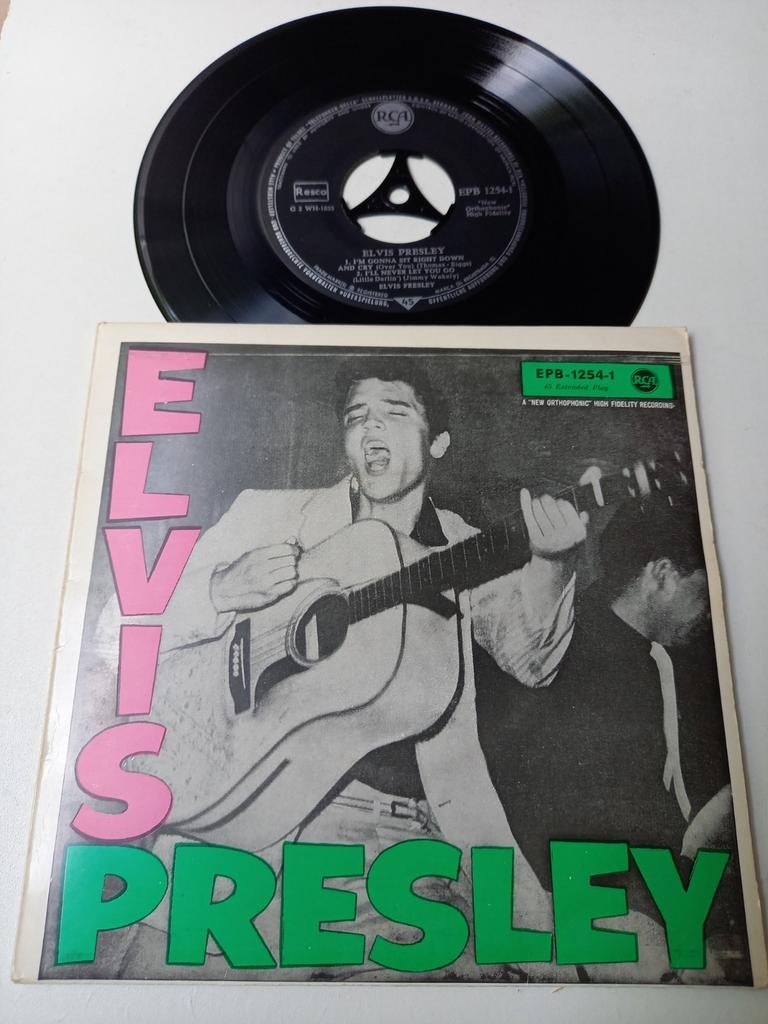 RCA
Resco
EPB 1254-1
G 2 WH-1855
"New
Orthophonic"
High Fidelity
ELVIS PRESLEY
1. I'M GONNA SIT RIGHT DOWN
AND CRY (Over You) (Thomas - Biggs)
2. I'LL NEVER LET YOU GO
(Little Darlin') (Jimmy Wakely)
ELVIS PRESLEY
45
EPB-1254-1
45 Extended Play
RCA
A "NEW ORTHOPHONIC" HIGH FIDELITY RECORDING
ELVIS
PRESLEY